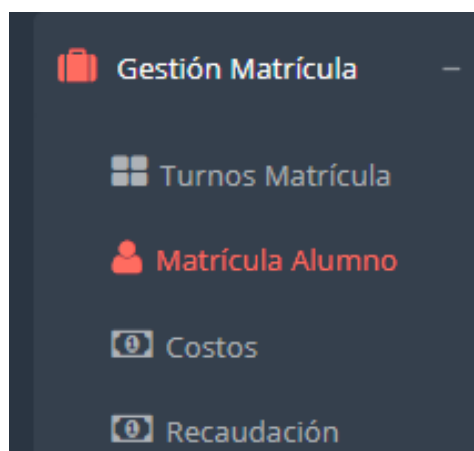 Gestión Matrícula
Turnos Matrícula
Matrícula Alumno
Costos
Recaudación